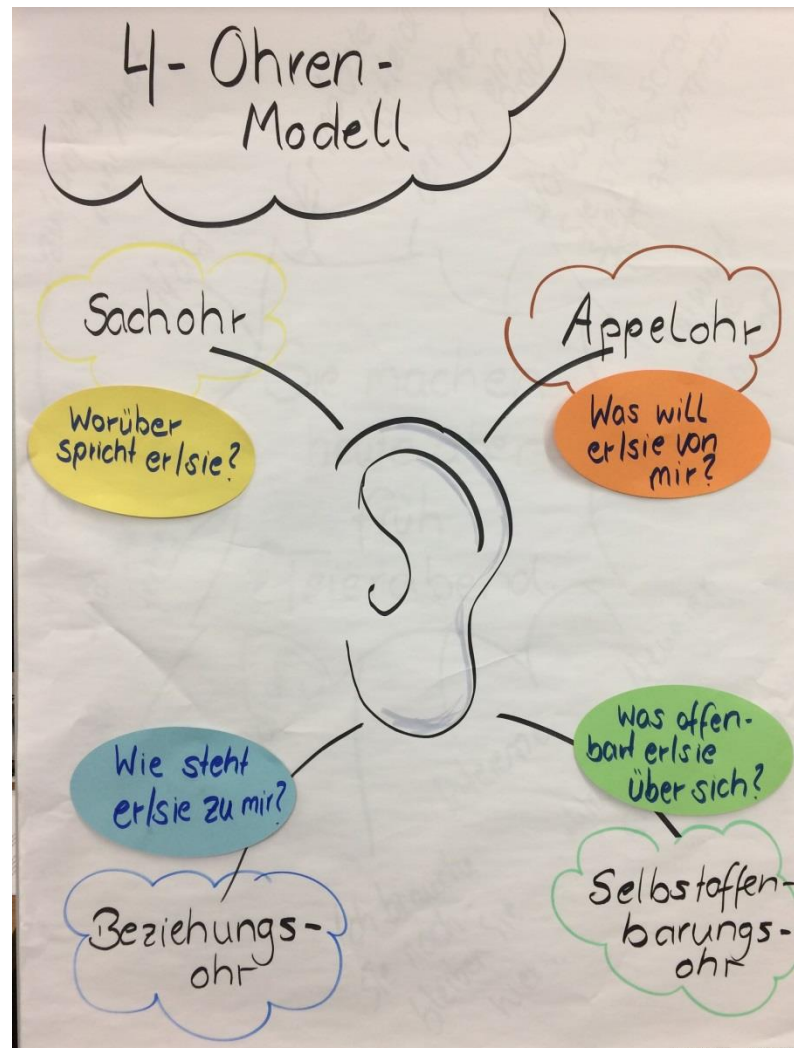 4-Ohren-
Modell
Sachohr
Worüber
spricht er/sie?
Appelohr
Was will
er/sie von
mir?
Wie steht
er/sie zu mir?
Beziehungs-
ohr
Was offen-
bart er/sie
über sich?
Selbstoffen-
barungs-
ohr